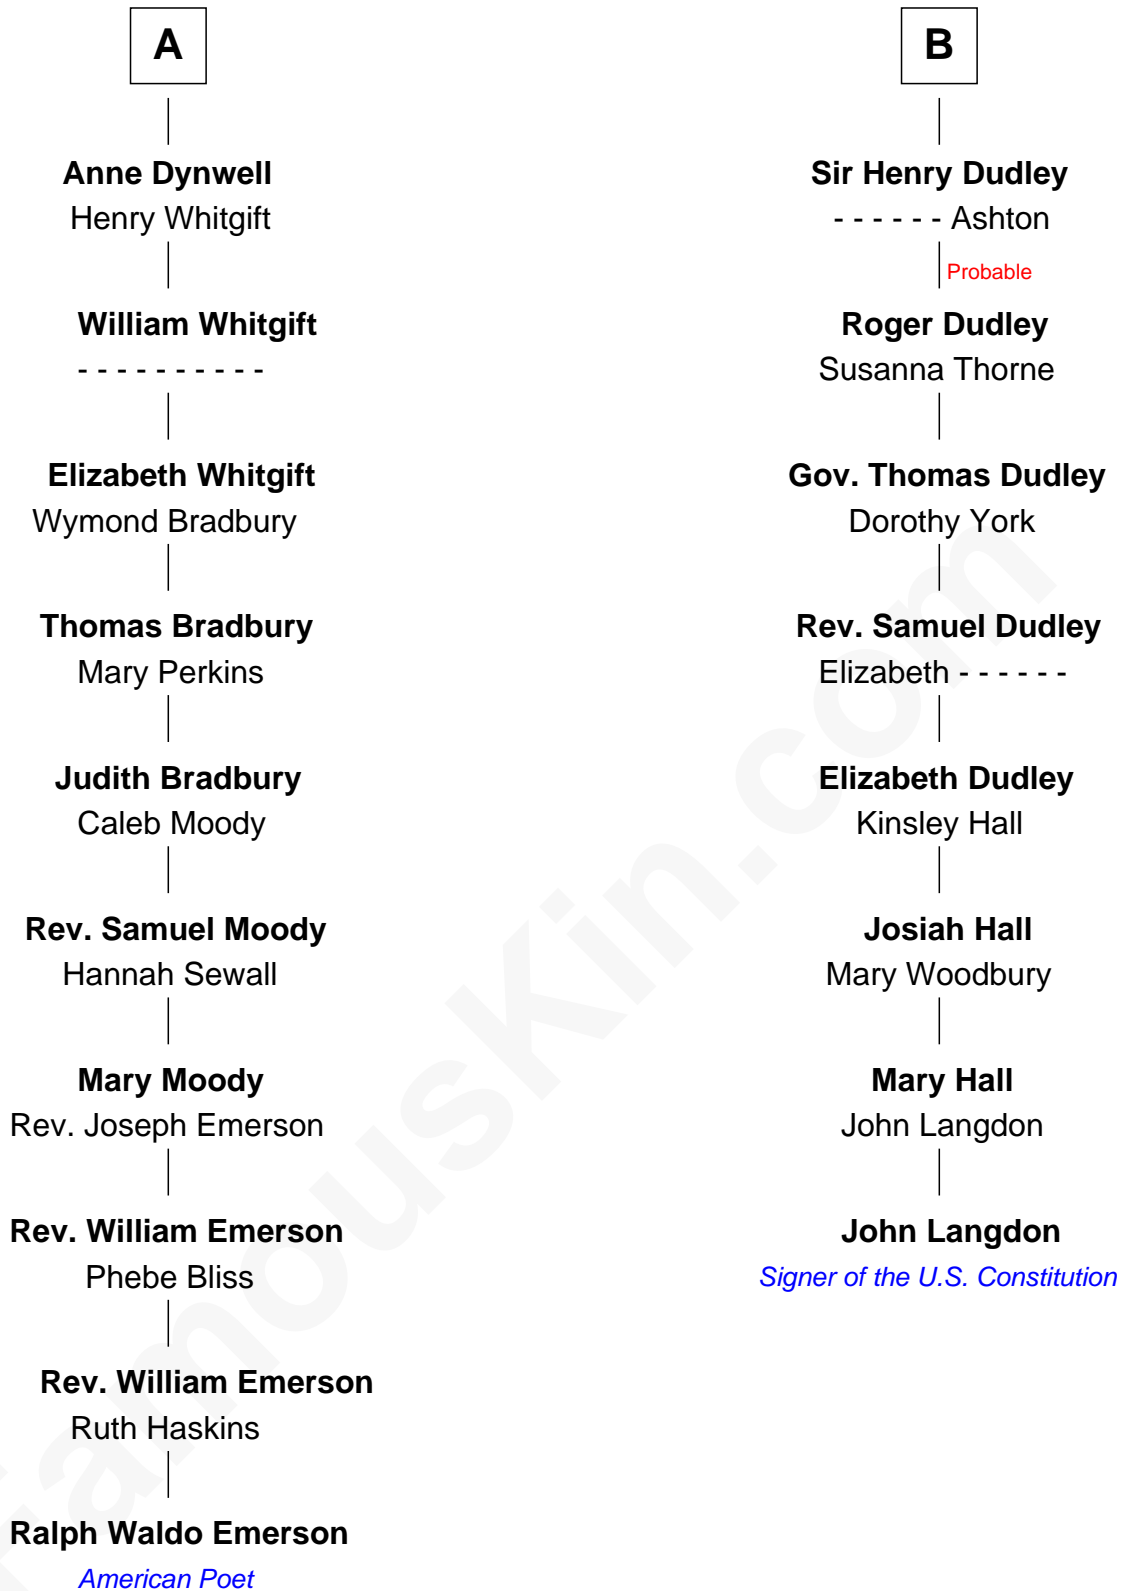 A
Anne Dynwell
Henry Whitgift
William Whitgift
- - - - - - - - - -
Elizabeth Whitgift
Wymond Bradbury
Thomas Bradbury
Mary Perkins
Judith Bradbury
Caleb Moody
Rev. Samuel Moody
Hannah Sewall
Mary Moody
Rev. Joseph Emerson
Rev. William Emerson
Phebe Bliss
Rev. William Emerson
Ruth Haskins
Ralph Waldo Emerson
American Poet
B
Sir Henry Dudley
- - - - - - Ashton
Probable
Roger Dudley
Susanna Thorne
Gov. Thomas Dudley
Dorothy York
Rev. Samuel Dudley
Elizabeth - - - - - -
Elizabeth Dudley
Kinsley Hall
Josiah Hall
Mary Woodbury
Mary Hall
John Langdon
John Langdon
Signer of the U.S. Constitution
FamousKin.com